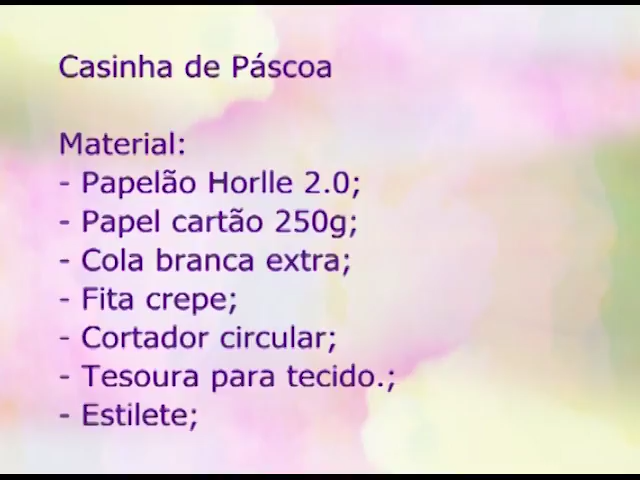 Casinha de Páscoa
Material:
- Papelão Horlle 2.0;
- Papel cartão 250g;
- Cola branca extra;
- Fita crepe;
- Cortador circular;
- Tesoura para tecido.;
- Estilete;